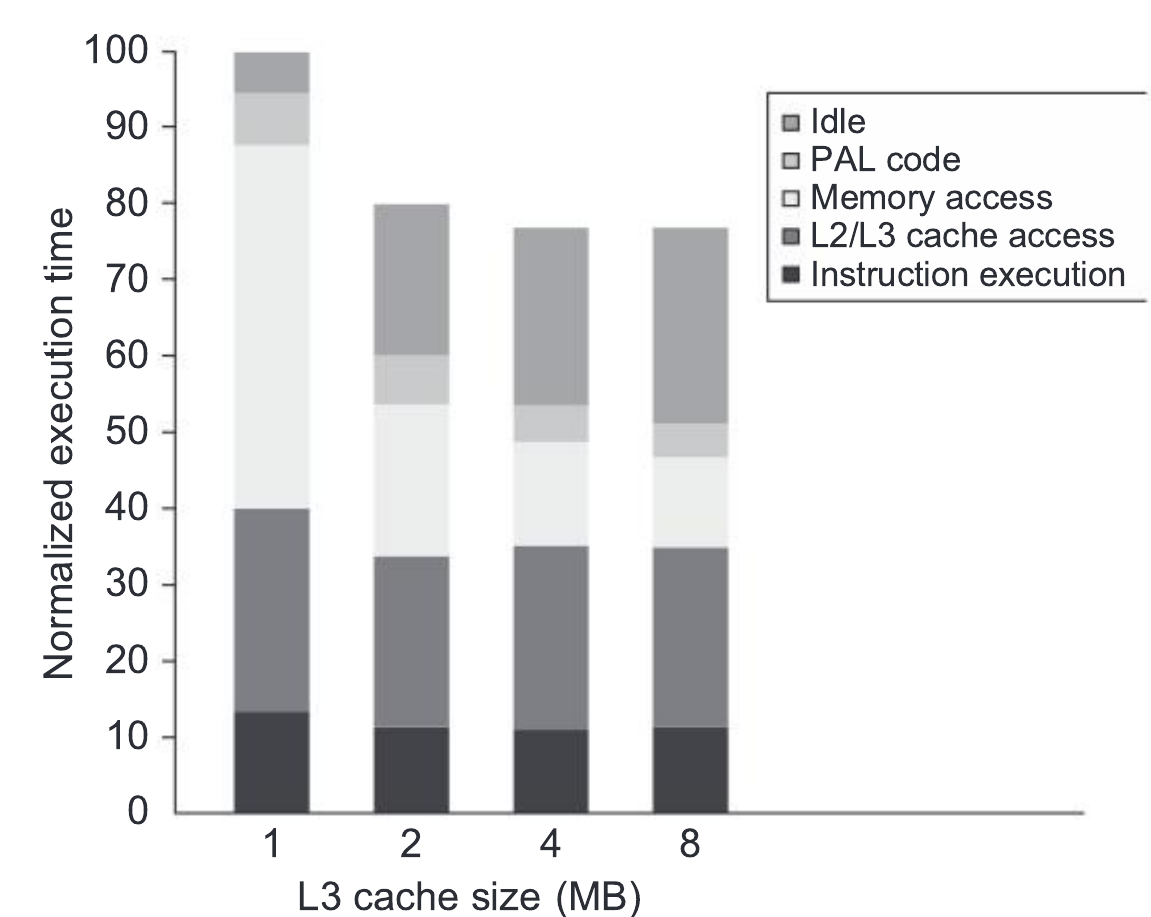 100
90
80
70
60
50
40
30
20
10
0
Normalized execution time
1 2 4 8
L3 cache size (MB)
Idle
PAL code
Memory access
L2/L3 cache access
Instruction execution